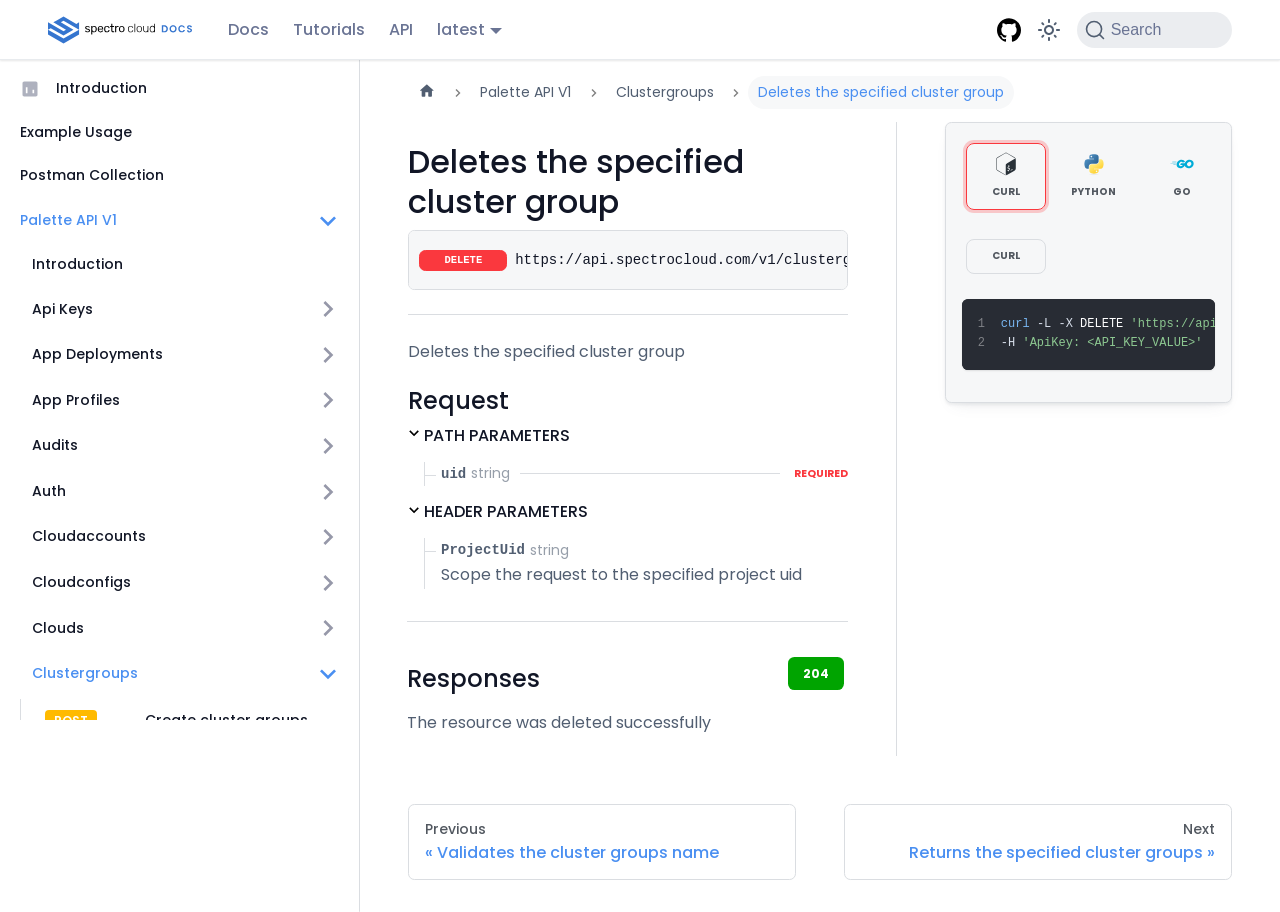 spectro cloud DOCS
Docs
Tutorials
API
latest
Search
Introduction
Example Usage
Postman Collection
Palette API V1
Introduction
Api Keys
App Deployments
App Profiles
Audits
Auth
Cloudaccounts
Cloudconfigs
Clouds
Clustergroups
POST Create cluster groups
Palette API V1
Clustergroups
Deletes the specified cluster group
Deletes the specified
cluster group
DELETE https://api.spectrocloud.com/v1/clusterg
Deletes the specified cluster group
Request
PATH PARAMETERS
uid string REQUIRED
HEADER PARAMETERS
ProjectUid string
Scope the request to the specified project uid
Responses
204
The resource was deleted successfully
CURL
PYTHON
GO
CURL
1 curl -L -X DELETE 'https://api
2 -H 'ApiKey: <API_KEY_VALUE>'
Previous
« Validates the cluster groups name
Next
Returns the specified cluster groups »